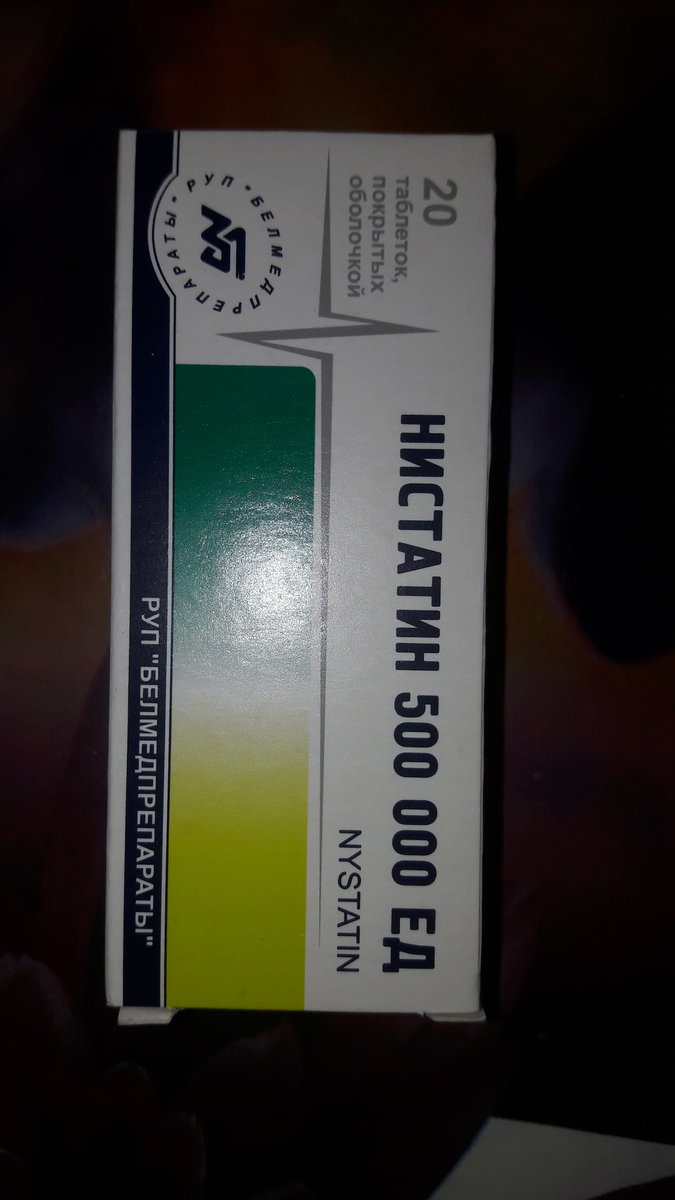 20
таблеток,
покрытых
оболочкой
НИСТАТИН 500 000 ЕД
NYSTATIN
РУП • БЕЛМЕДПРЕПАРАТЫ •
РУП "БЕЛМЕДПРЕПАРАТЫ"